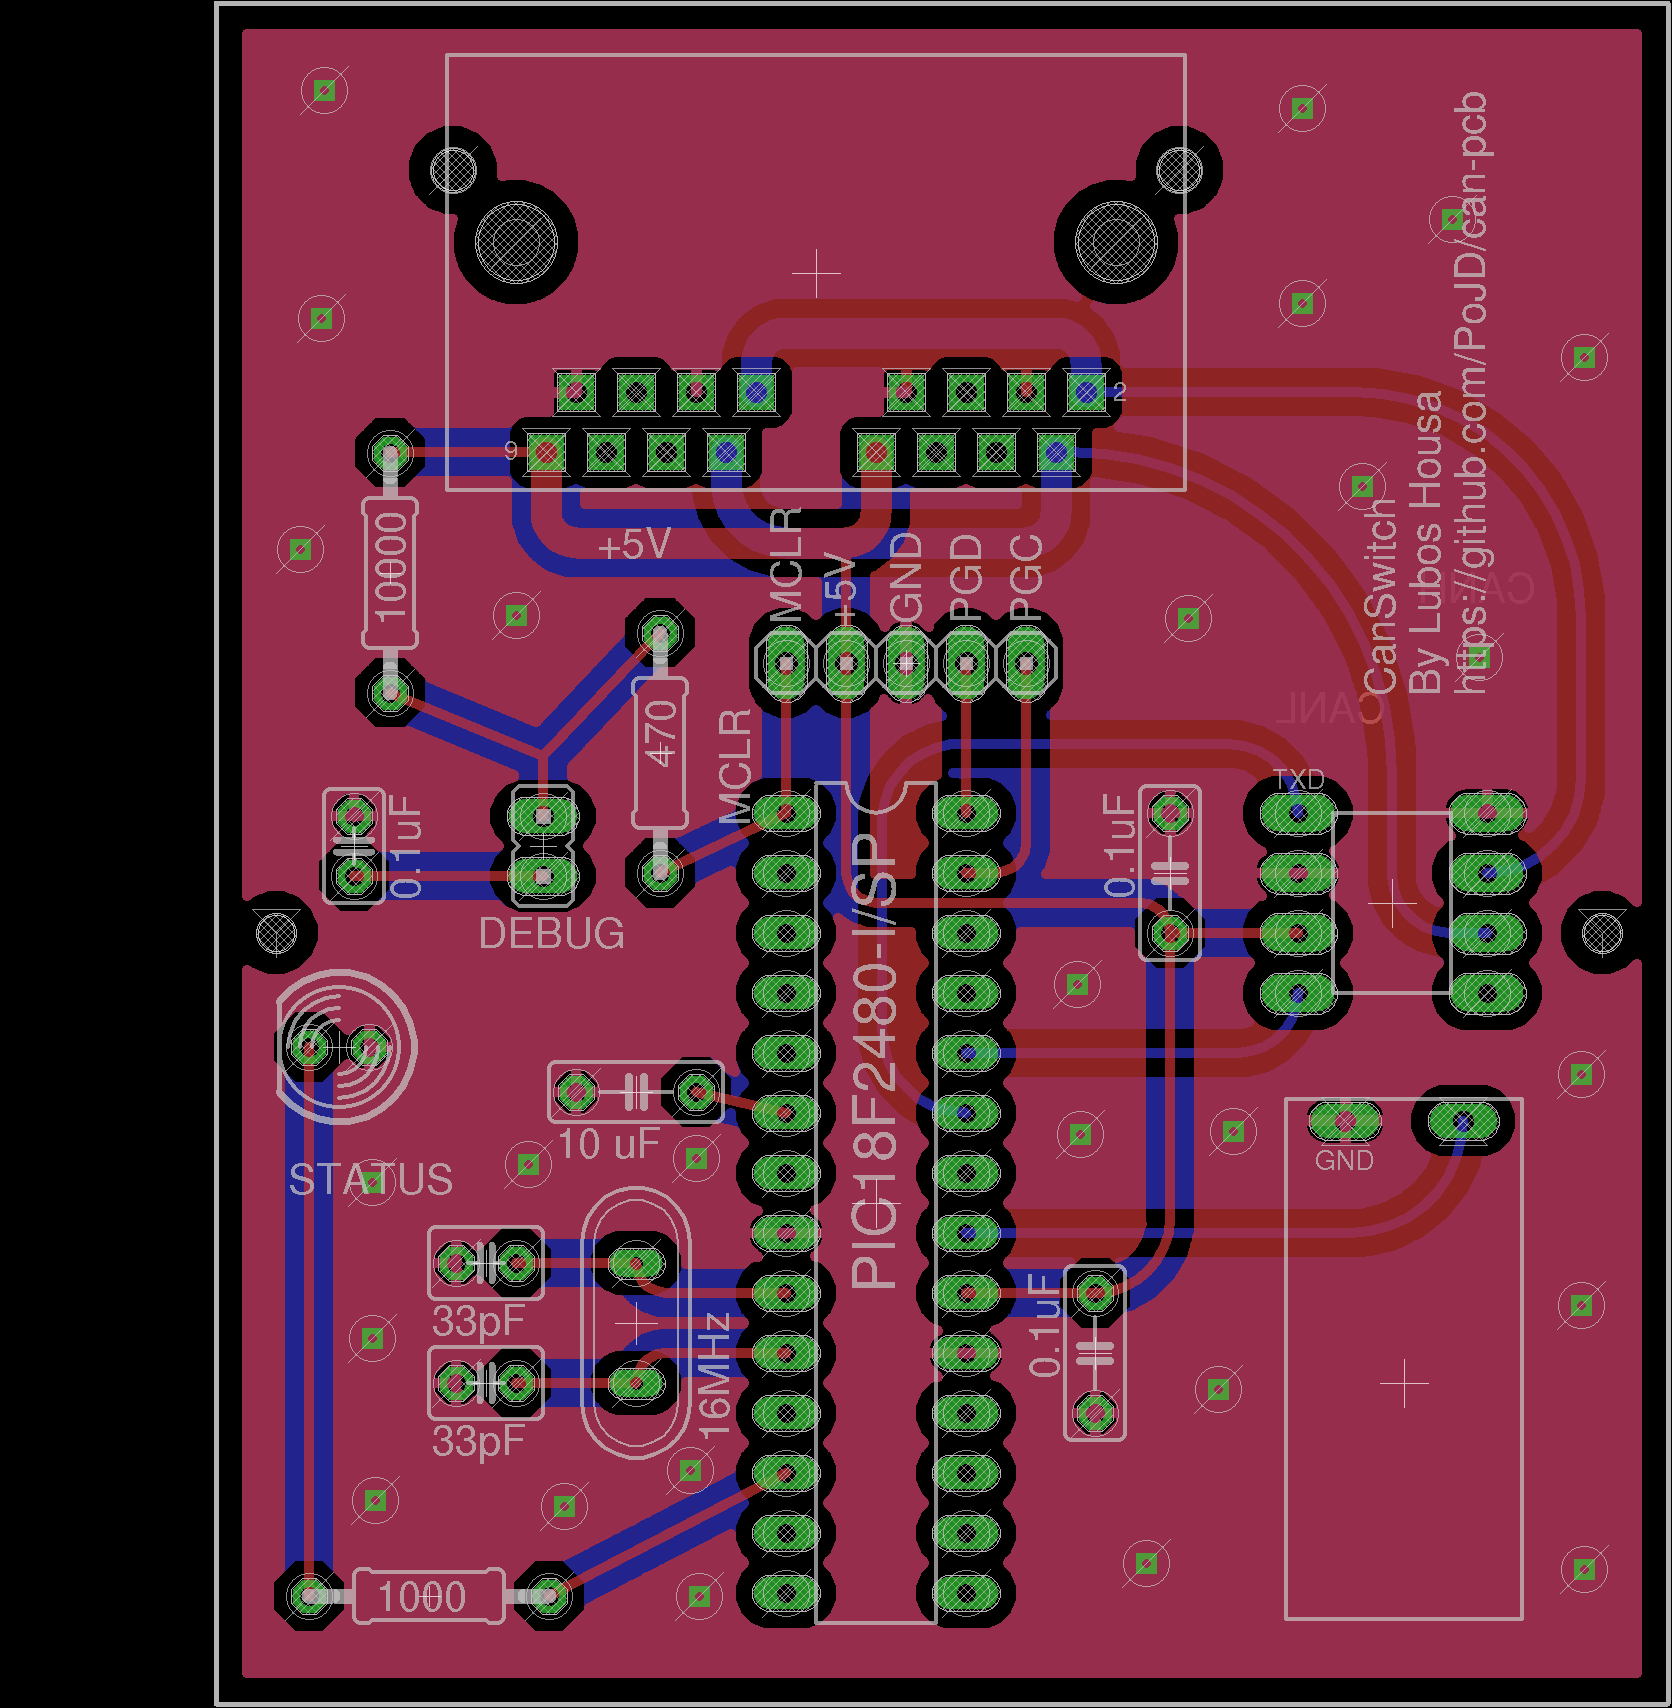 2
9
+5V
MCLR
+5V
GND
PGD
PGC
10000
470
MCLR
0.1uF
DEBUG
CanSwitch
By Lubos Housa
https://github.com/PoJD/can-pcb
CANH
CANL
TXD
0.1uF
PIC18F2480-I/SP
STATUS
10 uF
GND
33pF
33pF
16MHz
0.1uF
1000